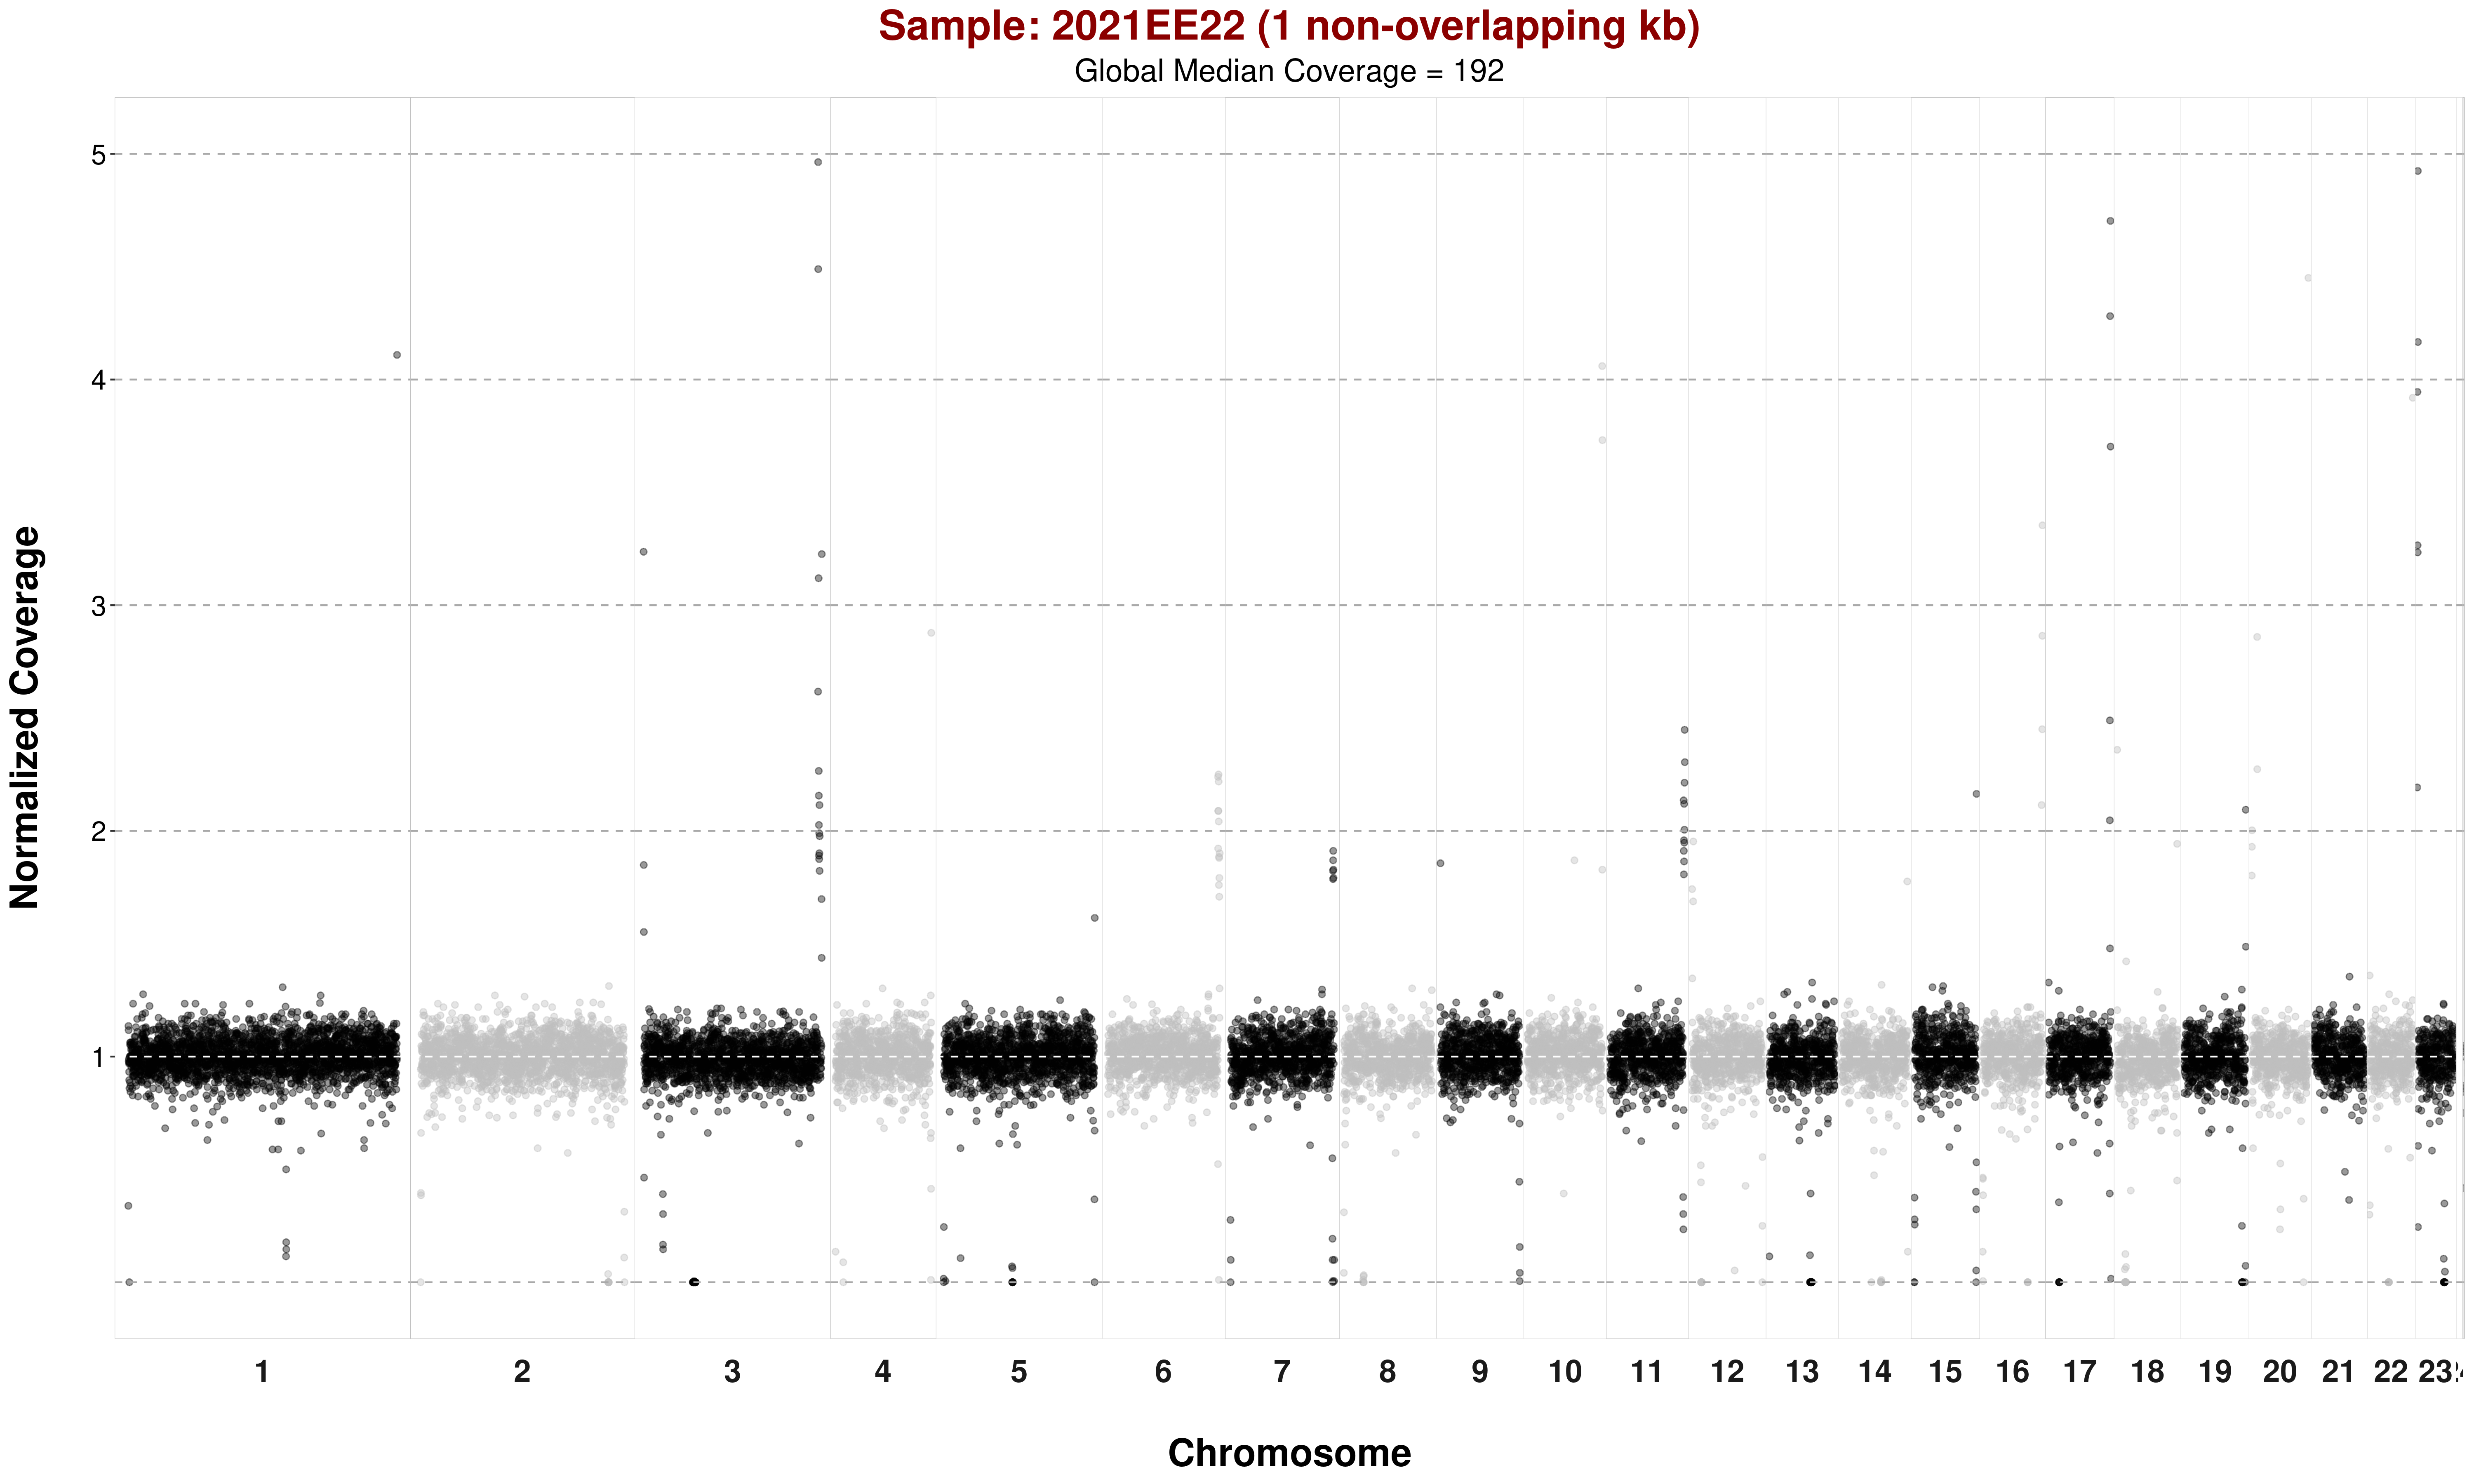 Sample: 2021EE22 (1 non-overlapping kb)
Global Median Coverage = 192
Normalized Coverage
5
4
3
2
1
1 2 3 4 5 6 7 8 9 10 11 12 13 14 15 16 17 18 19 20 21 22 23
Chromosome